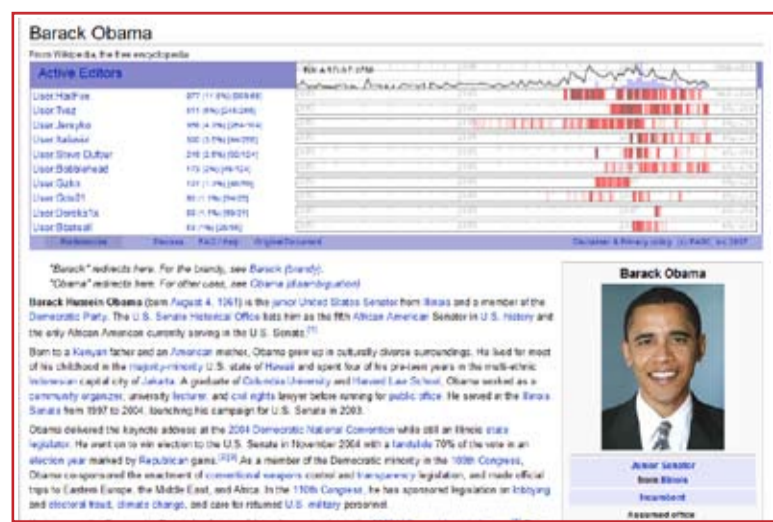 Barack Obama
From Wikipedia, the free encyclopedia
Active Editors
User:HailFire
User:Tvoz
User:Jersyko
User:Steve Dufour
User:Bobblehead
User:Gzkn
Preferences Discuss FAQ / Help Original Document Disclaimer & Privacy policy (c) PARC, Inc 2007
"Barack" redirects here. For the brandy, see Barack (brandy).
"Obama" redirects here. For other uses, see Obama (disambiguation)
Barack Hussein Obama (born August 4, 1961) is the junior United States Senator from Illinois and a member of the
Democratic Party. The U.S. Senate Historical Office lists him as the fifth African American Senator in U.S. history and
the only African American currently serving in the U.S. Senate.[1]
Born to a Kenyan father and an American mother, Obama grew up in culturally diverse surroundings. He lived for most
of his childhood in the majority-minority U.S. state of Hawaii and spent four of his pre-teen years in the multi-ethnic
Indonesian capital city of Jakarta. A graduate of Columbia University and Harvard Law School, Obama worked as a
community organizer, university lecturer, and civil rights lawyer before running for public office. He served in the Illinois
Senate from 1997 to 2004, launching his campaign for U.S. Senate in 2003.
Obama delivered the keynote address at the 2004 Democratic National Convention while still an Illinois state
legislator. He went on to win election to the U.S. Senate in November 2004 with a landslide 70% of the vote in an
election year marked by Republican gains.[2][3] As a member of the Democratic minority in the 109th Congress,
Obama co-sponsored the enactment of conventional weapons control and transparency legislation, and made official
trips to Eastern Europe, the Middle East, and Africa. In the 110th Congress, he has sponsored legislation on lobbying
and electoral fraud, climate change, and care for returned U.S. military personnel.
Barack Obama
Junior Senator
from Illinois
Incumbent
Assumed office